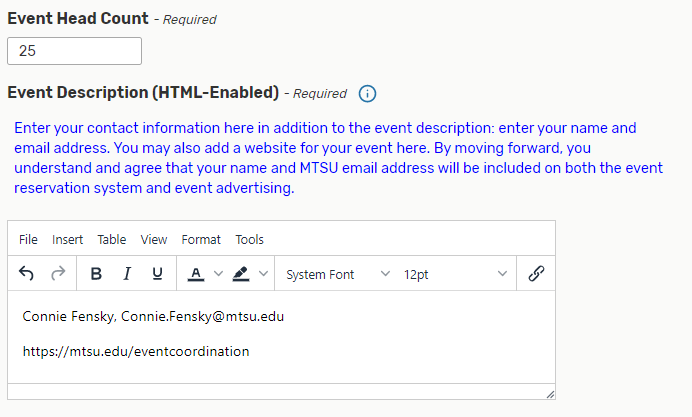 Event Head Count - Required
25
Event Description (HTML-Enabled) - Required
Enter your contact information here in addition to the event description: enter your name and
email address. You may also add a website for your event here. By moving forward, you
understand and agree that your name and MTSU email address will be included on both the event
reservation system and event advertising.
File Insert Table View Format Tools
B I U A System Font 12pt
Connie Fensky, Connie.Fensky@mtsu.edu
https://mtsu.edu/eventcoordination